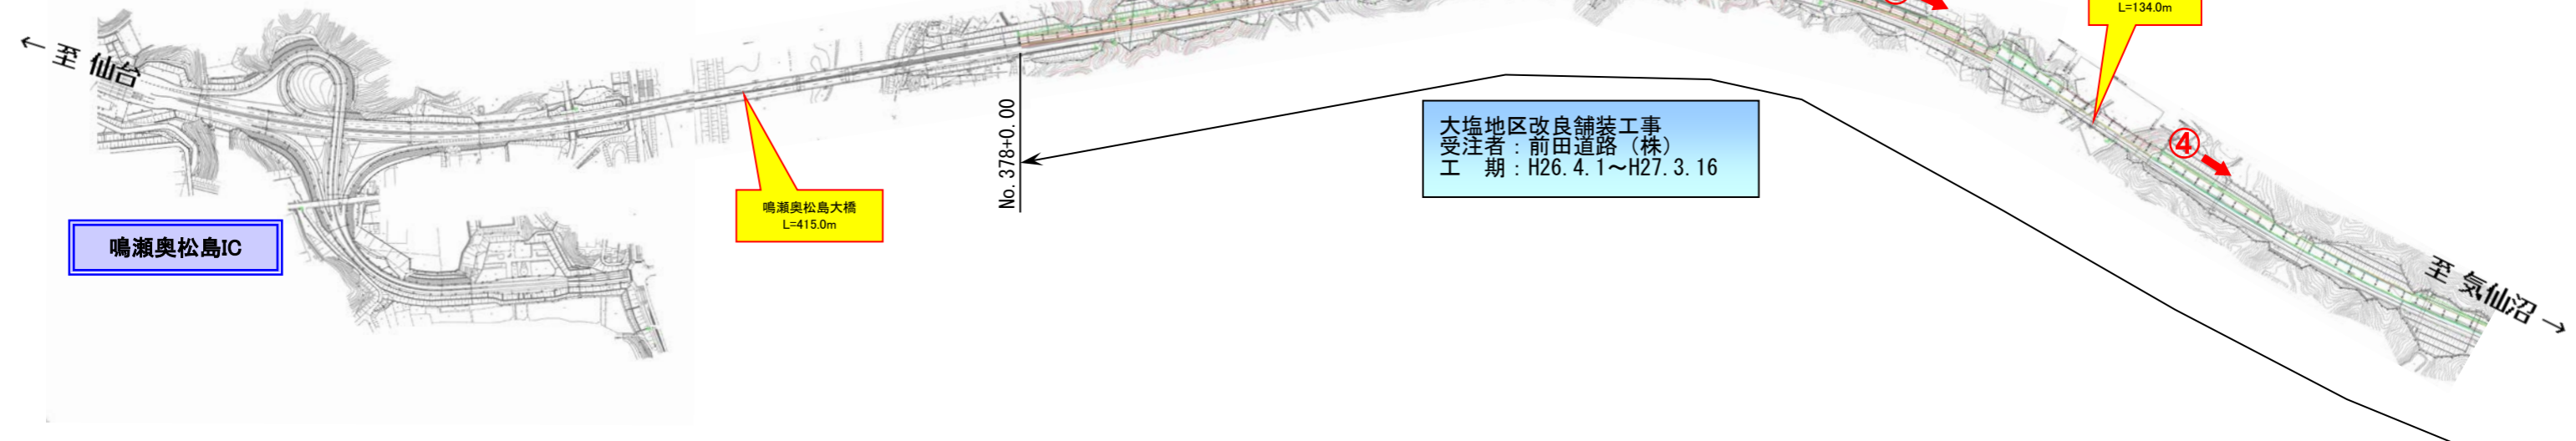 ← 至 仙台
L=134.0m
No.378+0.00
大塩地区改良舗装工事
受注者：前田道路（株）
工　期：H26.4.1～H27.3.16
④
鳴瀬奥松島大橋
L=415.0m
鳴瀬奥松島IC
至 気仙沼 →